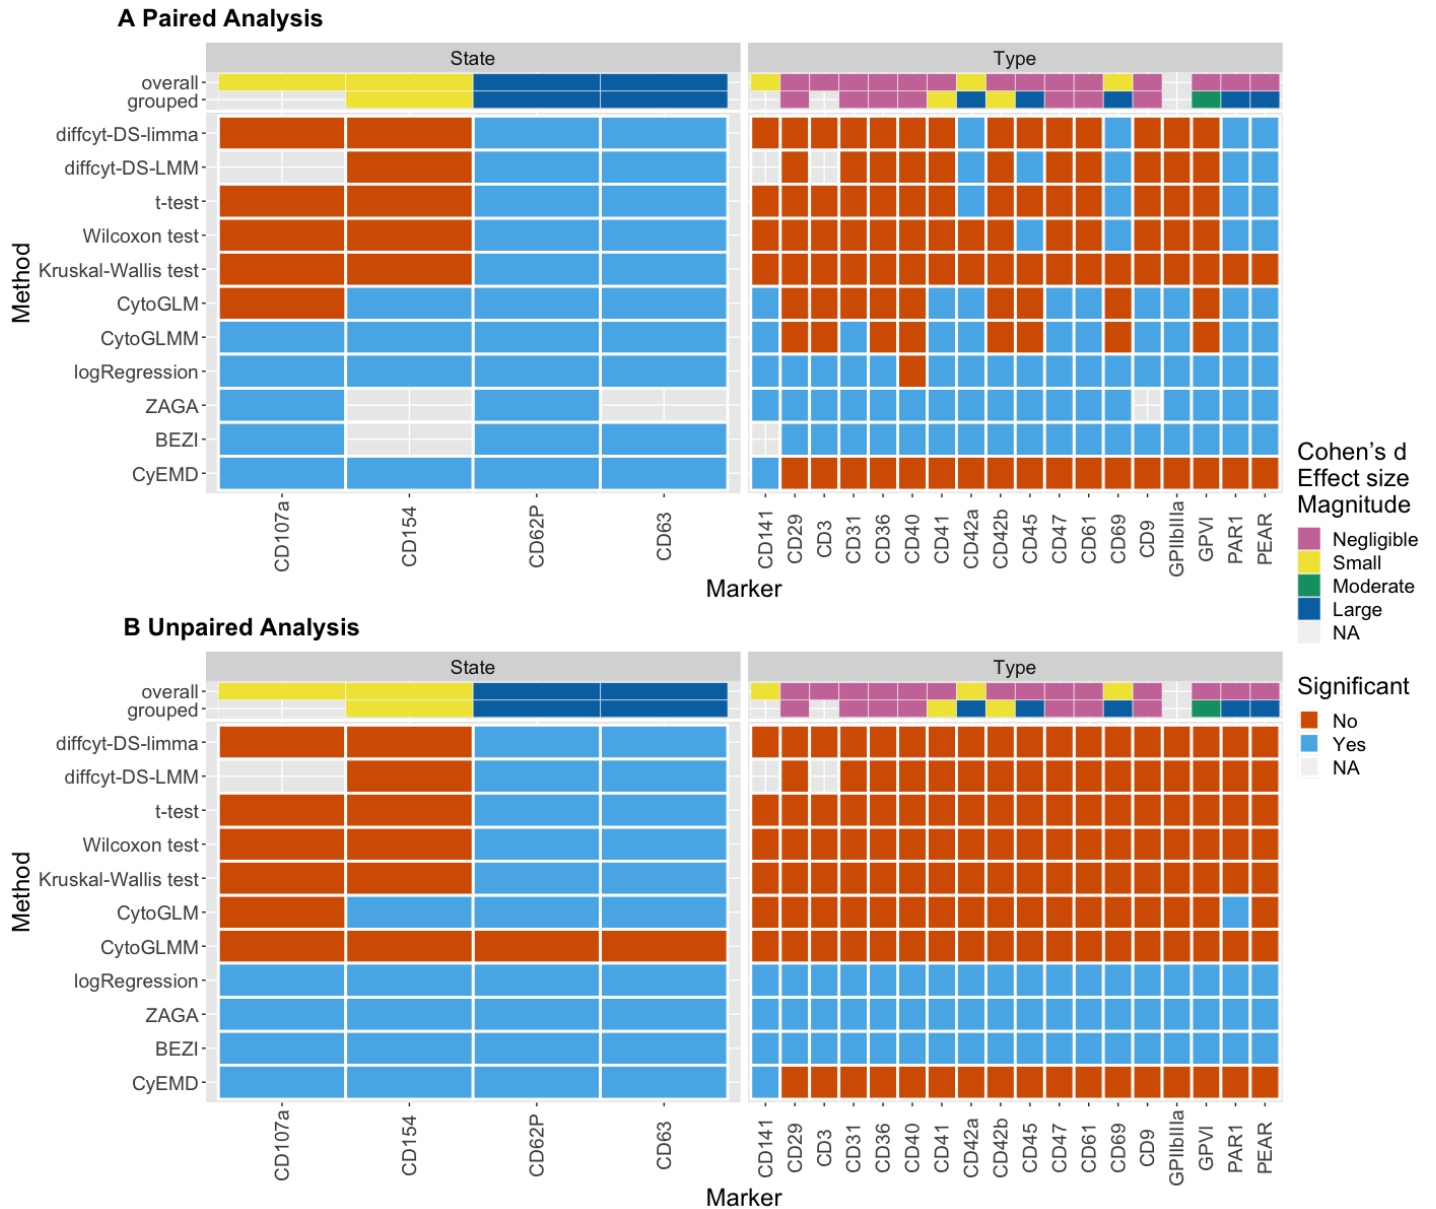 A Paired Analysis
State
Type
overall
grouped
diffcyt-DS-limma
diffcyt-DS-LMM
t-test
Wilcoxon test
Kruskal-Wallis test
CytoGLM
CytoGLMM
logRegression
ZAGA
BEZI
CyEMD
Method
CD107a
CD154
CD62P
CD63
CD141
CD29
CD3
CD31
CD36
CD40
CD41
CD42a
CD42b
CD45
CD47
CD61
CD69
CD9
GPIIbIIIa
GPVI
PAR1
PEAR
Marker
Cohen's d
Effect size
Magnitude
Negligible
Small
Moderate
Large
NA
Significant
No
Yes
NA
B Unpaired Analysis
State
Type
overall
grouped
diffcyt-DS-limma
diffcyt-DS-LMM
t-test
Wilcoxon test
Kruskal-Wallis test
CytoGLM
CytoGLMM
logRegression
ZAGA
BEZI
CyEMD
Method
CD107a
CD154
CD62P
CD63
CD141
CD29
CD3
CD31
CD36
CD40
CD41
CD42a
CD42b
CD45
CD47
CD61
CD69
CD9
GPIIbIIIa
GPVI
PAR1
PEAR
Marker